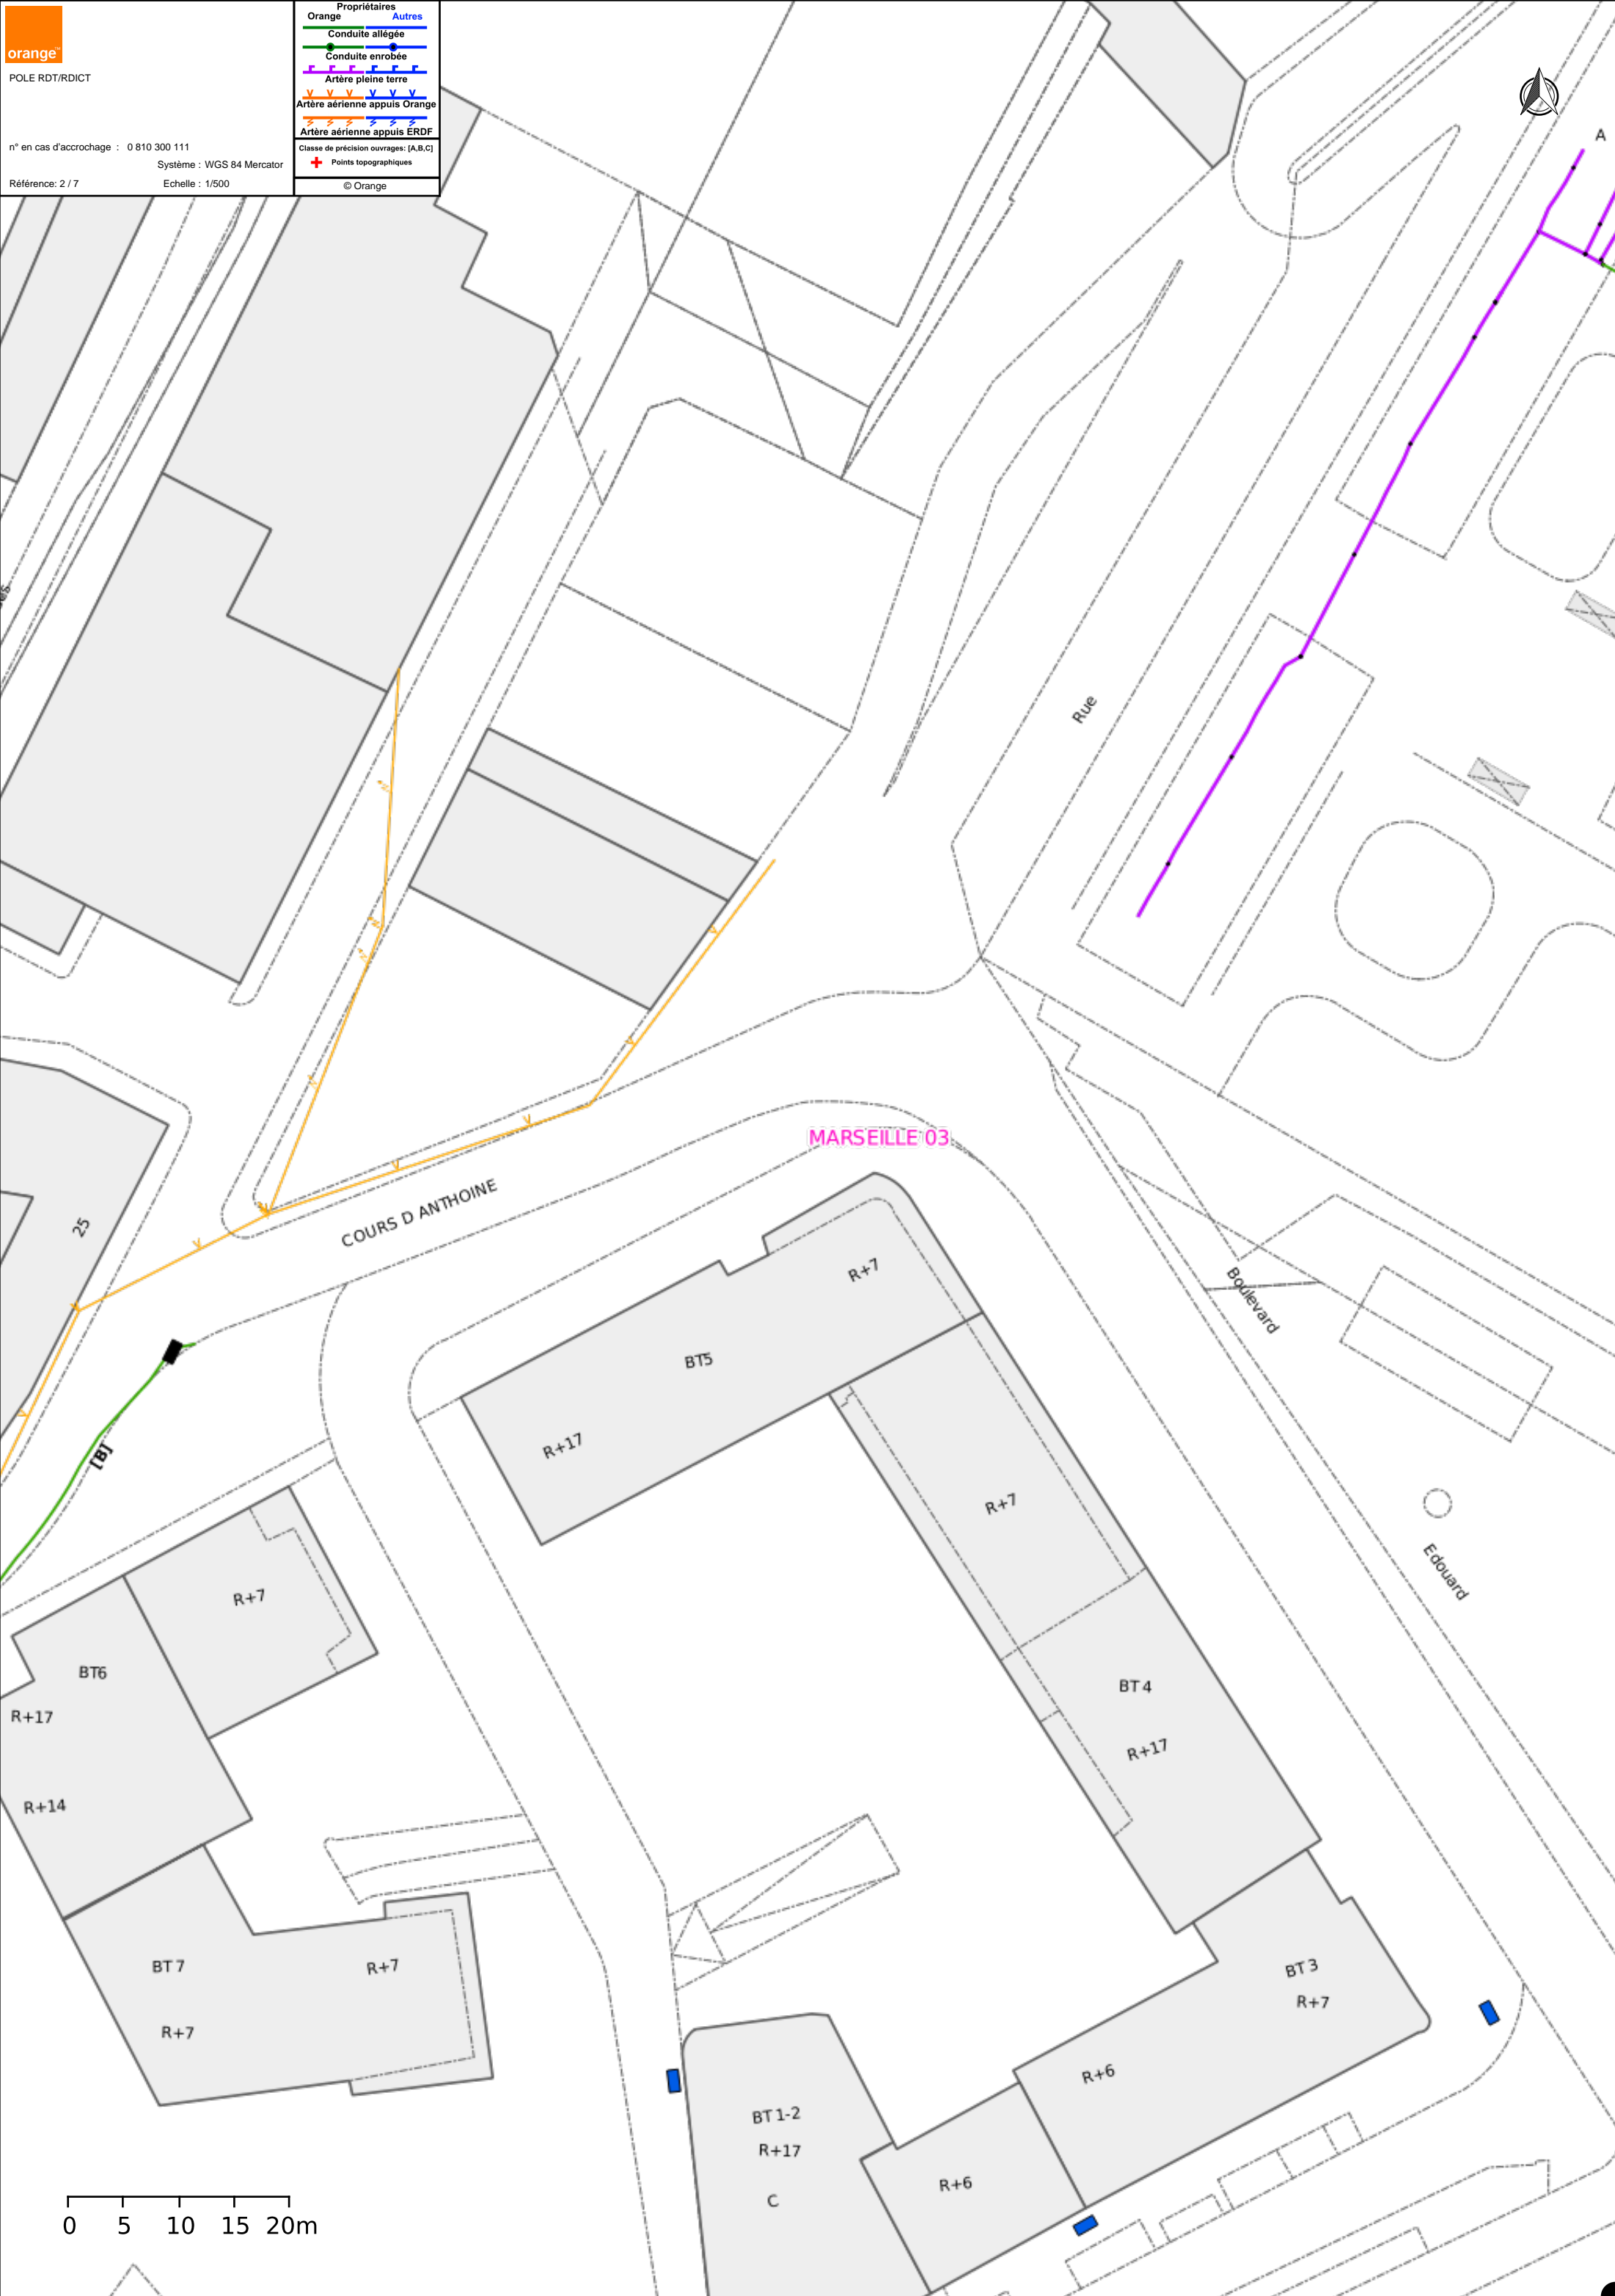 orange™
POLE RDT/RDICT
n° en cas d'accrochage : 0 810 300 111
Système : WGS 84 Mercator
Référence: 2 / 7
Echelle : 1/500
Propriétaires
Orange Autres
Conduite allégée
Conduite enrobée
Artère pleine terre
Artère aérienne appuis Orange
Artère aérienne appuis ERDF
Classe de précision ouvrages: [A,B,C]
Points topographiques
© Orange
A
Rue
MARSEILLE 03
COURS D ANTHOINE
25
[B]
R+7
BT5
R+17
Boulevard
R+7
Edouard
R+7
BT6
R+17
R+14
BT 4
R+17
BT 7
R+7
R+7
BT 3
R+7
R+6
BT 1-2
R+17
C
R+6
0 5 10 15 20m